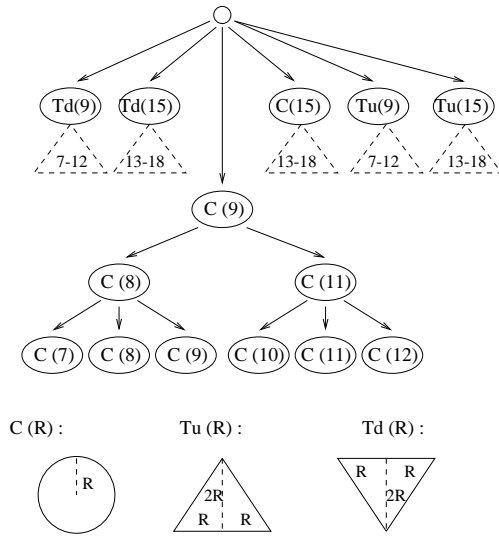 Td(9) Td(15) C(15) Tu(9) Tu(15)
7-12 13-18 13-18 7-12 13-18
C (9)
C (8) C (11)
C (7) C (8) C (9) C (10) C (11) C (12)
C (R) : Tu (R) : Td (R) :
R R
R 2R 2R
R R